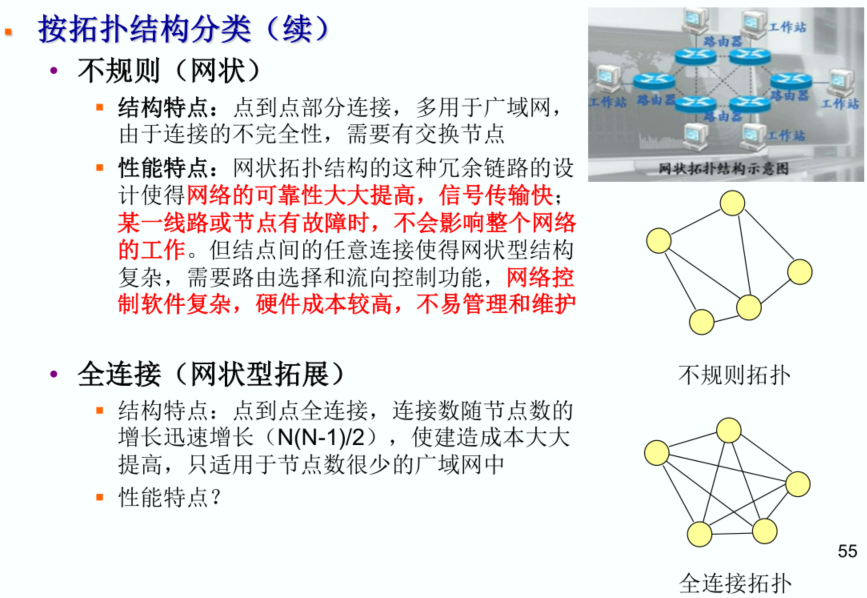 按拓扑结构分类（续）
不规则（网状）
结构特点：点到点部分连接，多用于广域网，
由于连接的不完全性，需要有交换节点
性能特点：网状拓扑结构的这种冗余链路的设
计使得网络的可靠性大大提高，信号传输快；
某一线路或节点有故障时，不会影响整个网络
的工作。但结点间的任意连接使得网状型结构
复杂，需要路由选择和流向控制功能，网络控
制软件复杂，硬件成本较高，不易管理和维护
全连接（网状型拓展）
结构特点：点到点全连接，连接数随节点数的
增长迅速增长（N(N-1)/2），使建造成本大大
提高，只适用于节点数很少的广域网中
性能特点？
工作站
路由器
工作站
路由器
路由器
工作站
路由器
工作站
网状拓扑结构示意图
不规则拓扑
全连接拓扑
55